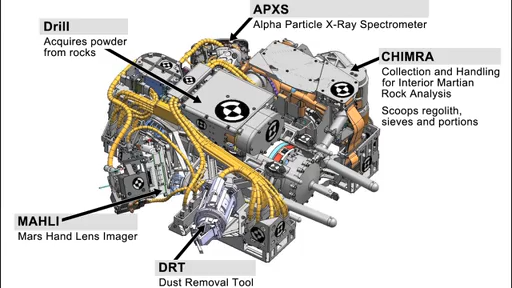 APXS
Alpha Particle X-Ray Spectrometer
Drill
Acquires powder
from rocks
CHIMRA
Collection and Handling
for Interior Martian
Rock Analysis
Scoops regolith,
sieves and portions
MAHLI
Mars Hand Lens Imager
DRT
Dust Removal Tool